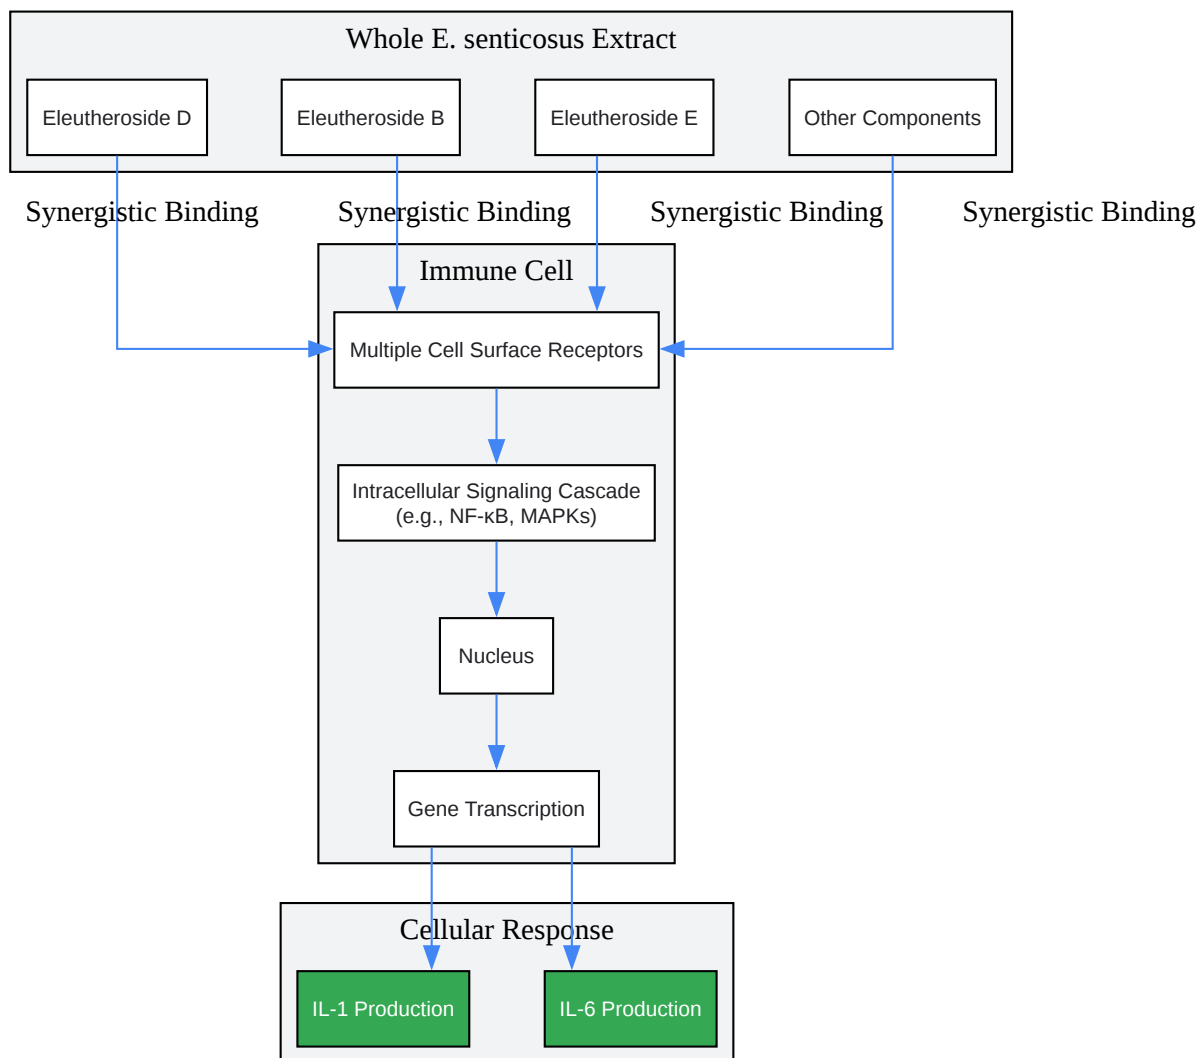 Whole E. senticosus Extract
Eleutheroside D
Eleutheroside B
Eleutheroside E
Other Components
Synergistic Binding
Synergistic Binding
Synergistic Binding
Synergistic Binding
Immune Cell
Multiple Cell Surface Receptors
Intracellular Signaling Cascade
(e.g., NF-κB, MAPKs)
Nucleus
Gene Transcription
Cellular Response
IL-1 Production
IL-6 Production